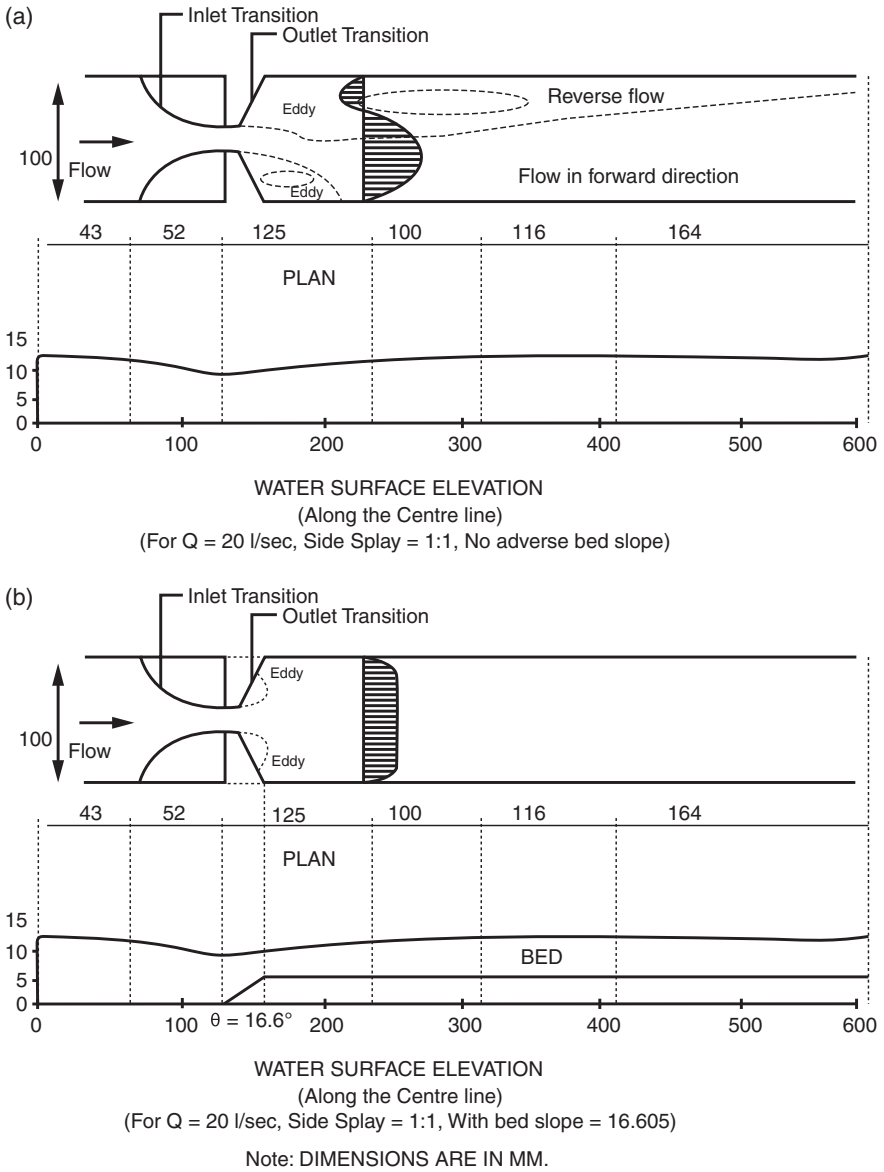 (a)
Inlet Transition
Outlet Transition
Eddy
Reverse flow
100
Flow
Eddy
Flow in forward direction
43 52 125 100 116 164
PLAN
15
10
5
0
0 100 200 300 400 500 600
WATER SURFACE ELEVATION
(Along the Centre line)
(For Q = 20 l/sec, Side Splay = 1:1, No adverse bed slope)
(b)
Inlet Transition
Outlet Transition
Eddy
100
Flow
Eddy
43 52 125 100 116 164
PLAN
15
10
BED
5
0
0 100 θ = 16.6° 200 300 400 500 600
WATER SURFACE ELEVATION
(Along the Centre line)
(For Q = 20 l/sec, Side Splay = 1:1, With bed slope = 16.605)
Note: DIMENSIONS ARE IN MM.